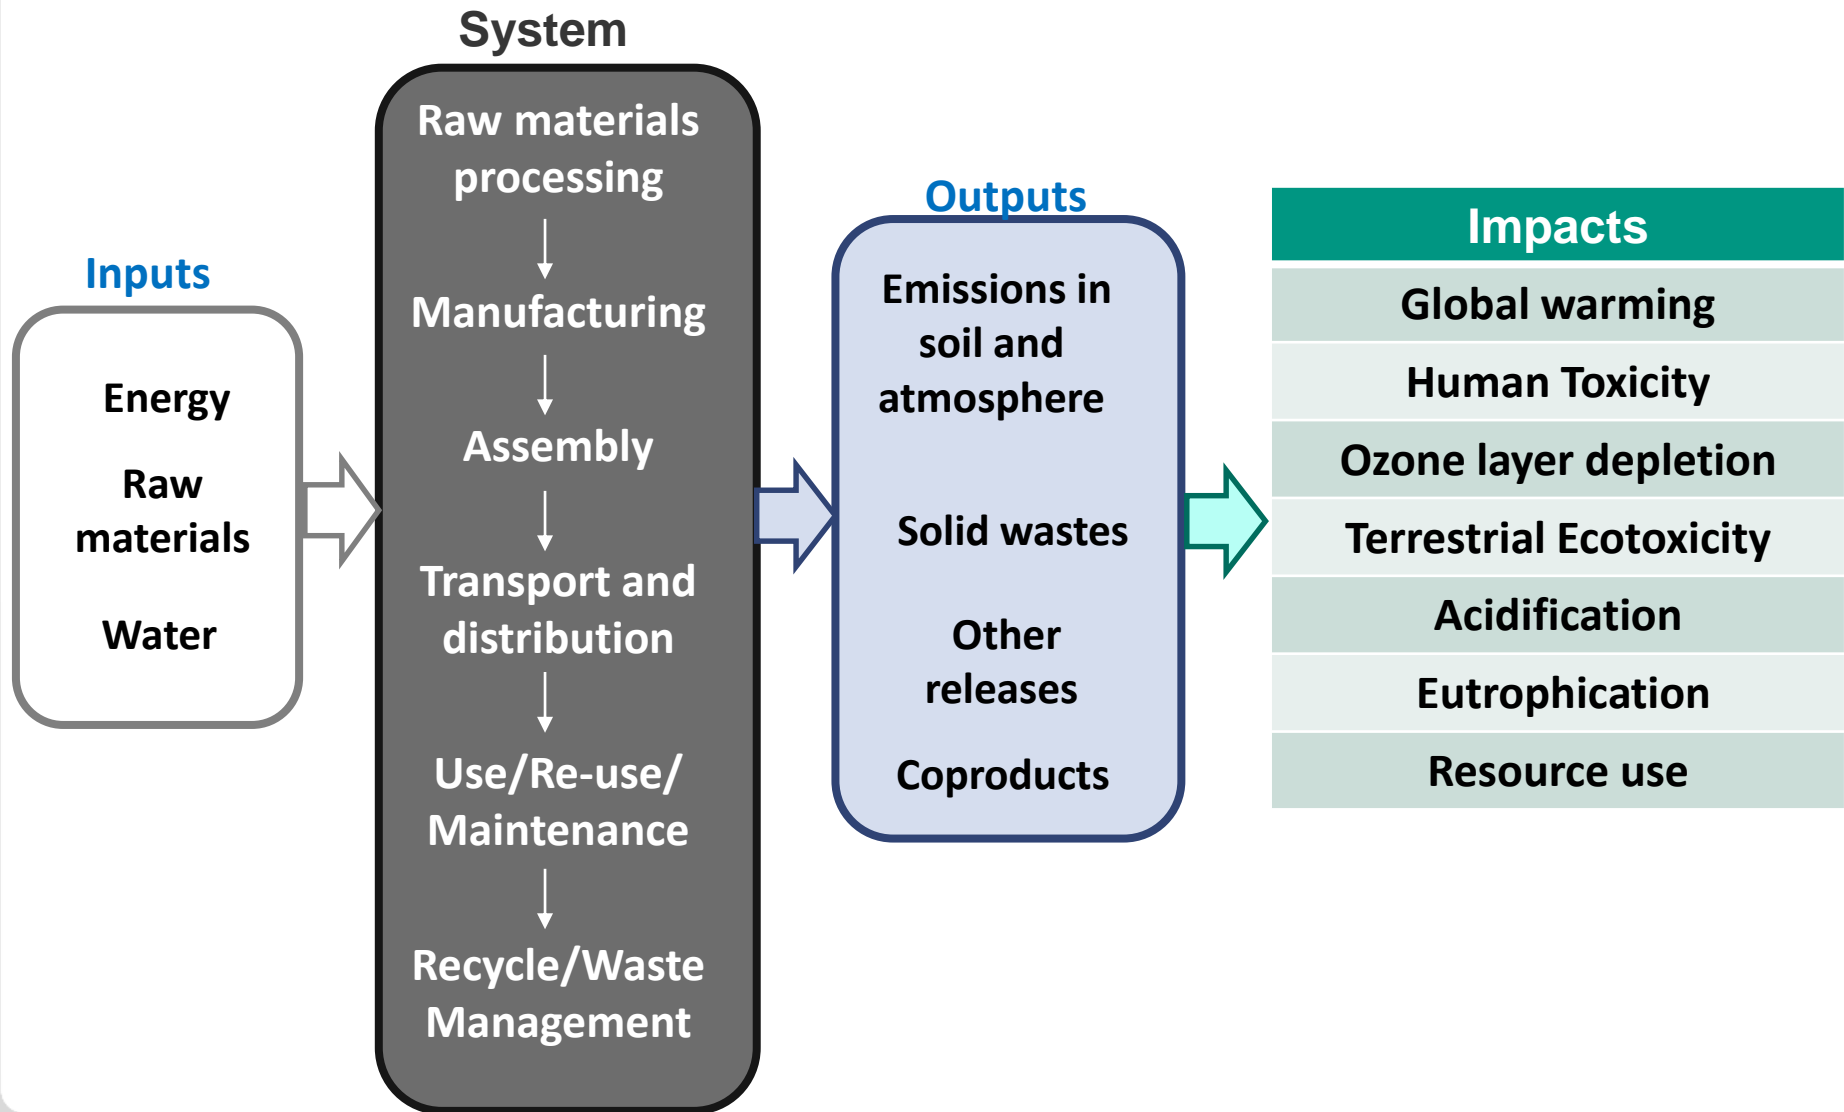 System
Raw materials
processing
Manufacturing
Assembly
Transport and
distribution
Use/Re-use/
Maintenance
Recycle/Waste
Management
Inputs
Energy
Raw
materials
Water
Outputs
Emissions in
soil and
atmosphere
Solid wastes
Other
releases
Coproducts
Impacts
Global warming
Human Toxicity
Ozone layer depletion
Terrestrial Ecotoxicity
Acidification
Eutrophication
Resource use